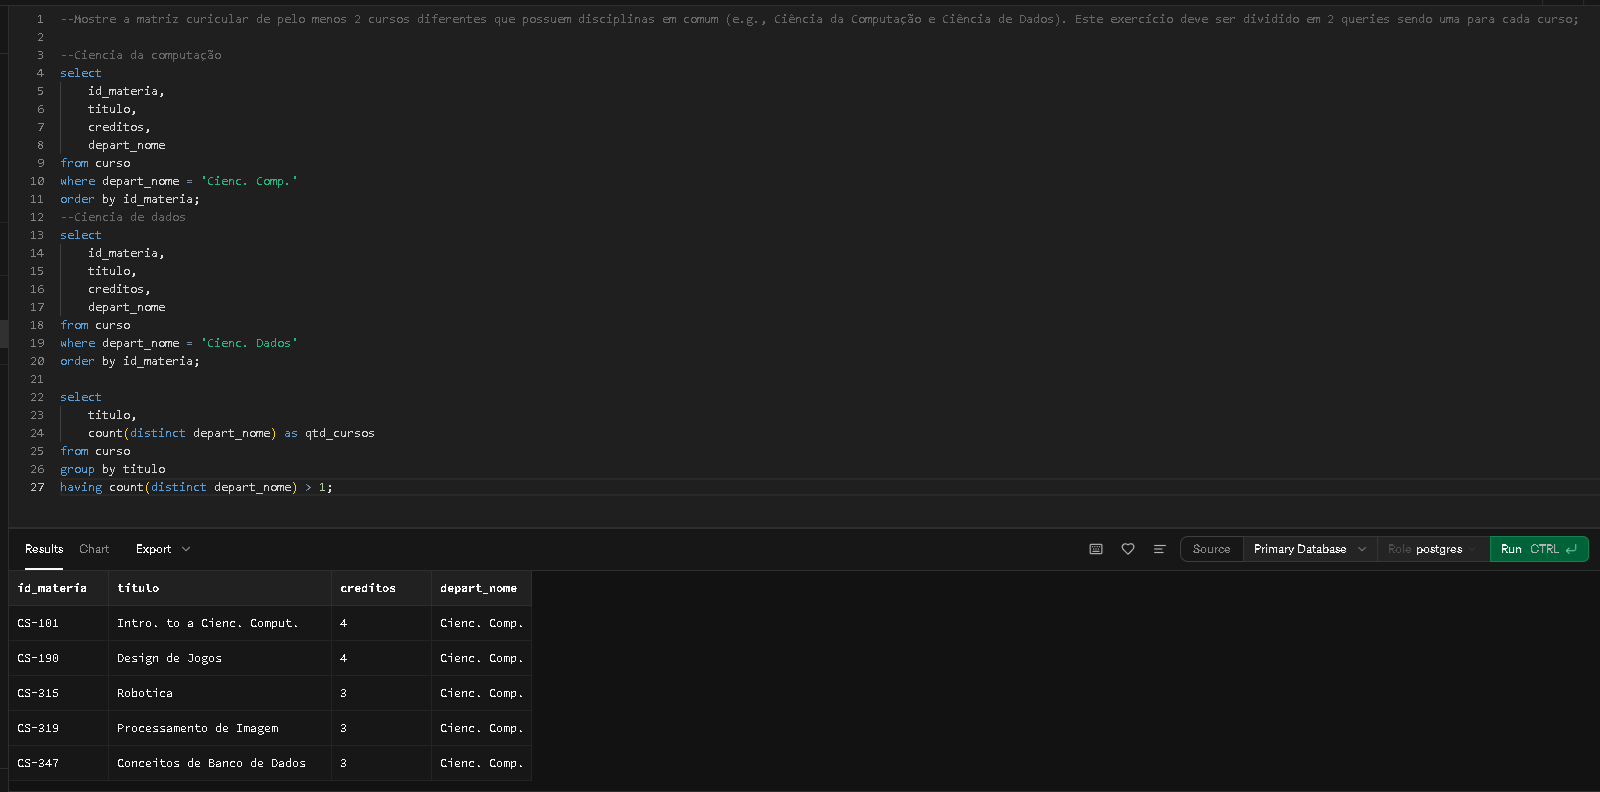 1 --Mostre a matriz curicular de pelo menos 2 cursos diferentes que possuem disciplinas em comum (e.g., Ciência da Computação e Ciência de Dados). Este exercício deve ser dividido em 2 queries sendo uma para cada curso;
2
3 --Ciencia da computação
4 select
5 id_materia,
6 titulo,
7 creditos,
8 depart_nome
9 from curso
10 where depart_nome = 'Cienc. Comp.'
11 order by id_materia;
12 --Ciencia de dados
13 select
14 id_materia,
15 titulo,
16 creditos,
17 depart_nome
18 from curso
19 where depart_nome = 'Cienc. Dados'
20 order by id_materia;
21
22 select
23 titulo,
24 count(distinct depart_nome) as qtd_cursos
25 from curso
26 group by titulo
27 having count(distinct depart_nome) > 1;
Results Chart Export Source Primary Database Role postgres Run CTRL
id_materia titulo creditos depart_nome
CS-101 Intro. to a Cienc. Comput. 4 Cienc. Comp.
CS-190 Design de Jogos 4 Cienc. Comp.
CS-315 Robotica 3 Cienc. Comp.
CS-319 Processamento de Imagem 3 Cienc. Comp.
CS-347 Conceitos de Banco de Dados 3 Cienc. Comp.